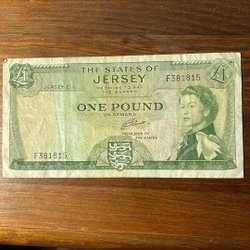 £1 THE STATES OF £1
JERSEY
F381815
PROMISE TO PAY
THE BEARER
ONE POUND
ON DEMAND
F381815
TREASURER OF
THE STATES